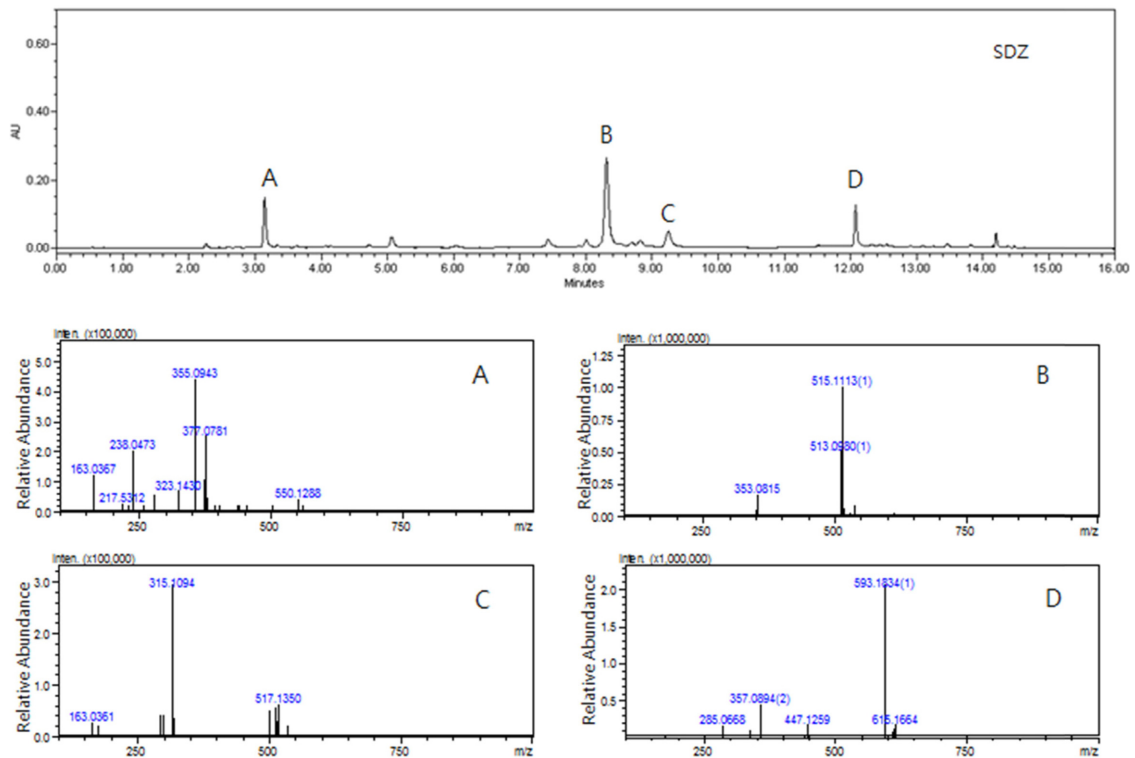 SDZ
AU
0.60
0.40
0.20
0.00
A
B
C
D
0.00 1.00 2.00 3.00 4.00 5.00 6.00 7.00 8.00 9.00 10.00 11.00 12.00 13.00 14.00 15.00 16.00
Minutes
Inten. (x100,000)
Relative Abundance
5.0
4.0
3.0
2.0
1.0
0.0
A
355.0943
377.0781
238.0473
163.0367
217.5312
323.1430
550.1288
250 500 750 m/z
Inten. (x1,000,000)
Relative Abundance
1.25
1.00
0.75
0.50
0.25
0.00
B
515.1113(1)
513.0980(1)
353.0815
250 500 750 m/z
Inten. (x100,000)
Relative Abundance
3.0
2.0
1.0
0.0
C
315.1094
517.1350
163.0361
250 500 750 m/z
Inten. (x1,000,000)
Relative Abundance
2.0
1.5
1.0
0.5
D
593.1834(1)
357.0894(2)
285.0668
447.1259
615.1664
250 500 750 m/z